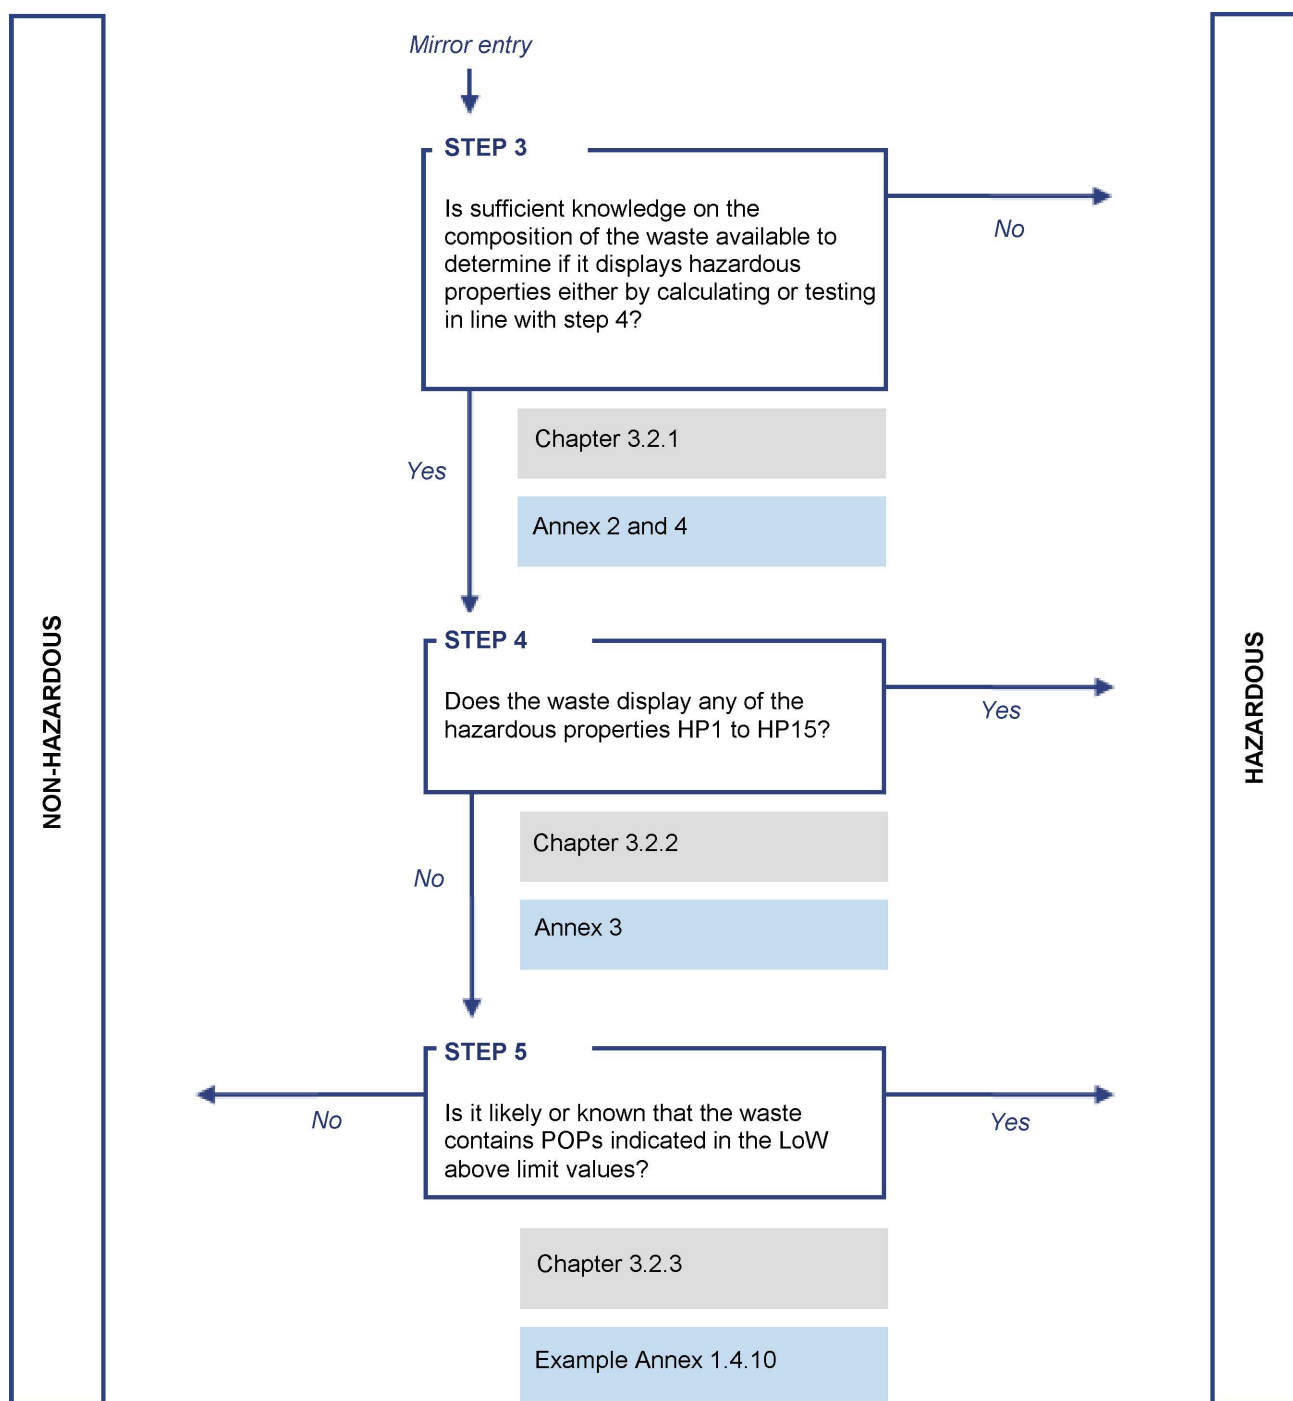 Mirror entry
STEP 3
Is sufficient knowledge on the
composition of the waste available to
determine if it displays hazardous
properties either by calculating or testing
in line with step 4?
No
Chapter 3.2.1
Yes
Annex 2 and 4
NON-HAZARDOUS
HAZARDOUS
STEP 4
Does the waste display any of the
hazardous properties HP1 to HP15?
Yes
Chapter 3.2.2
No
Annex 3
STEP 5
Is it likely or known that the waste
contains POPs indicated in the LoW
above limit values?
No
Yes
Chapter 3.2.3
Example Annex 1.4.10